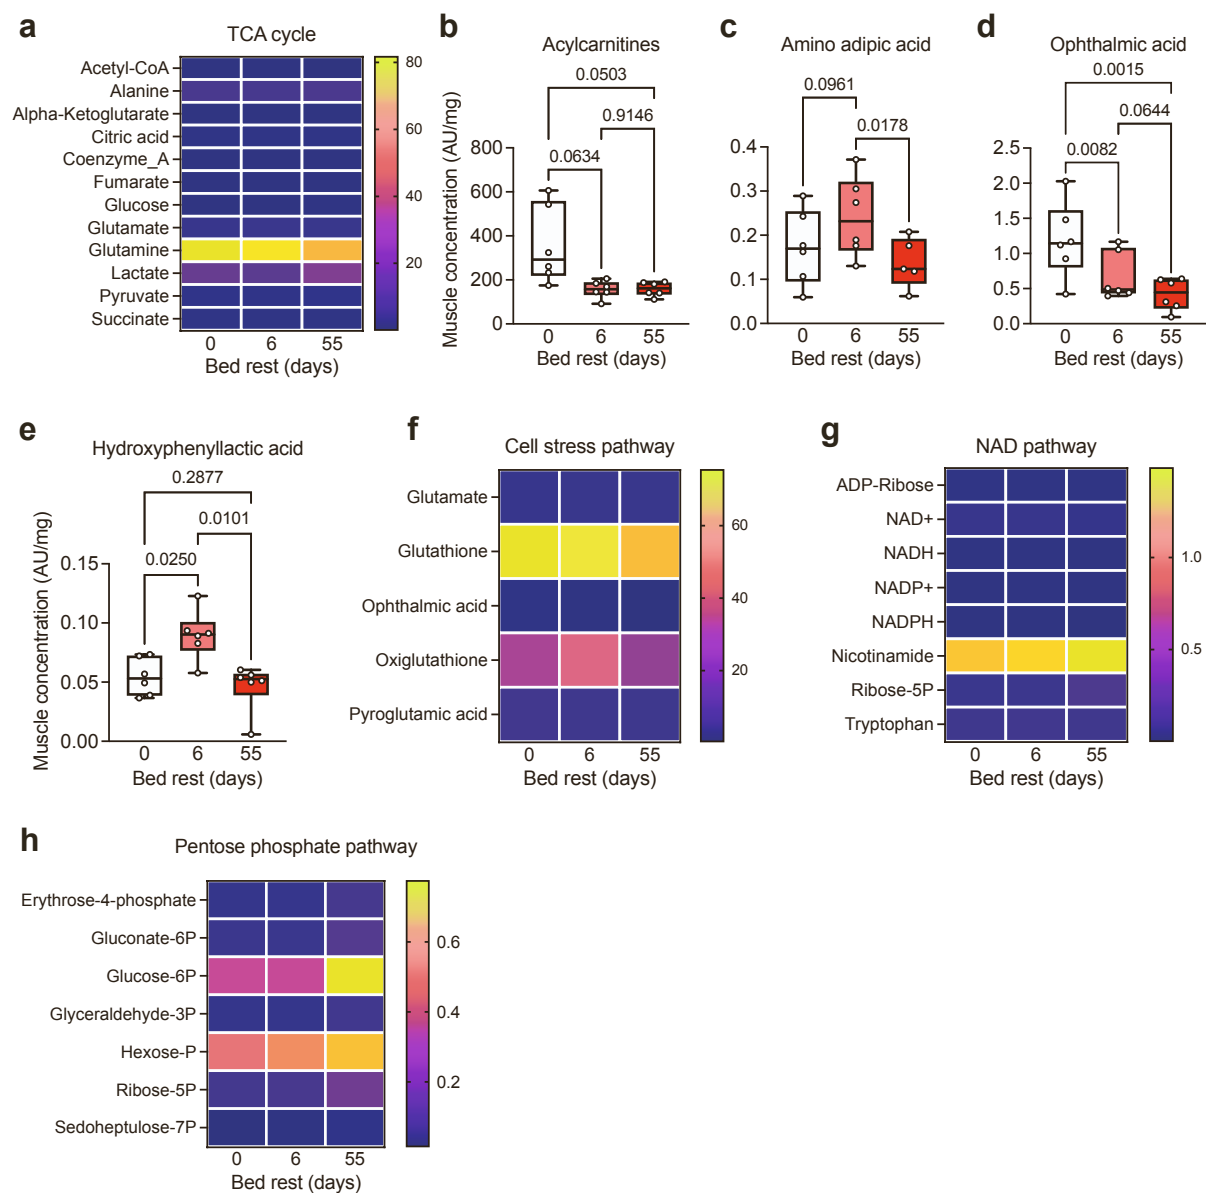 a
TCA cycle
Acetyl-CoA
Alanine
Alpha-Ketoglutarate
Citric acid
Coenzyme_A
Fumarate
Glucose
Glutamate
Glutamine
Lactate
Pyruvate
Succinate
0 6 55
Bed rest (days)
80
60
40
20
b
Acylcarnitines
0.0503
0.9146
0.0634
Muscle concentration (AU/mg)
800
600
400
200
0
0 6 55
Bed rest (days)
c
Amino adipic acid
0.0961
0.0178
0.4
0.3
0.2
0.1
0.0
0 6 55
Bed rest (days)
d
Ophthalmic acid
0.0015
0.0644
0.0082
2.5
2.0
1.5
1.0
0.5
0.0
0 6 55
Bed rest (days)
e
Hydroxyphenyllactic acid
0.2877
0.0101
0.0250
Muscle concentration (AU/mg)
0.15
0.10
0.05
0.00
0 6 55
Bed rest (days)
f
Cell stress pathway
Glutamate
Glutathione
Ophthalmic acid
Oxiglutathione
Pyroglutamic acid
0 6 55
Bed rest (days)
60
40
20
g
NAD pathway
ADP-Ribose
NAD+
NADH
NADP+
NADPH
Nicotinamide
Ribose-5P
Tryptophan
0 6 55
Bed rest (days)
1.0
0.5
h
Pentose phosphate pathway
Erythrose-4-phosphate
Gluconate-6P
Glucose-6P
Glyceraldehyde-3P
Hexose-P
Ribose-5P
Sedoheptulose-7P
0 6 55
Bed rest (days)
0.6
0.4
0.2